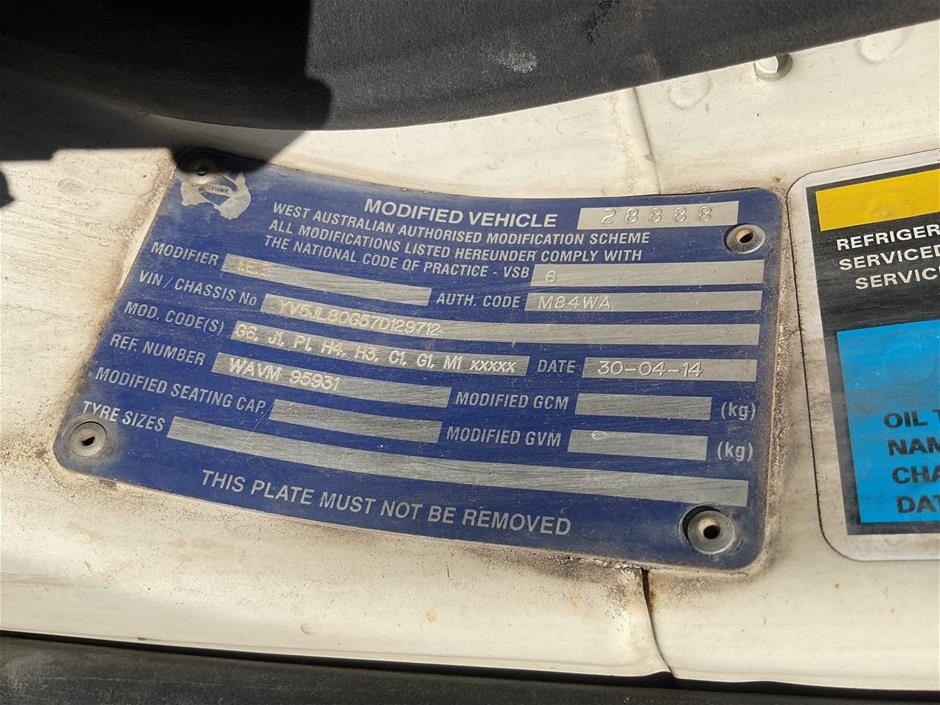 MODIFIED VEHICLE 28888
WEST AUSTRALIAN AUTHORISED MODIFICATION SCHEME
ALL MODIFICATIONS LISTED HEREUNDER COMPLY WITH
THE NATIONAL CODE OF PRACTICE - VSB 6
MODIFIER
AUTH. CODE M84WA
VIN / CHASSIS No YV5JL80G57D129712
MOD. CODE(S) G6, J1, P1, H4, H3, C1, G1, M1 xxxxx DATE 30-04-14
REF. NUMBER WAVM 95931 MODIFIED GCM (kg)
MODIFIED SEATING CAP. MODIFIED GVM (kg)
TYRE SIZES
THIS PLATE MUST NOT BE REMOVED
REFRIGER
SERVICED
SERVIC
OIL T
NAM
CHA
DAT